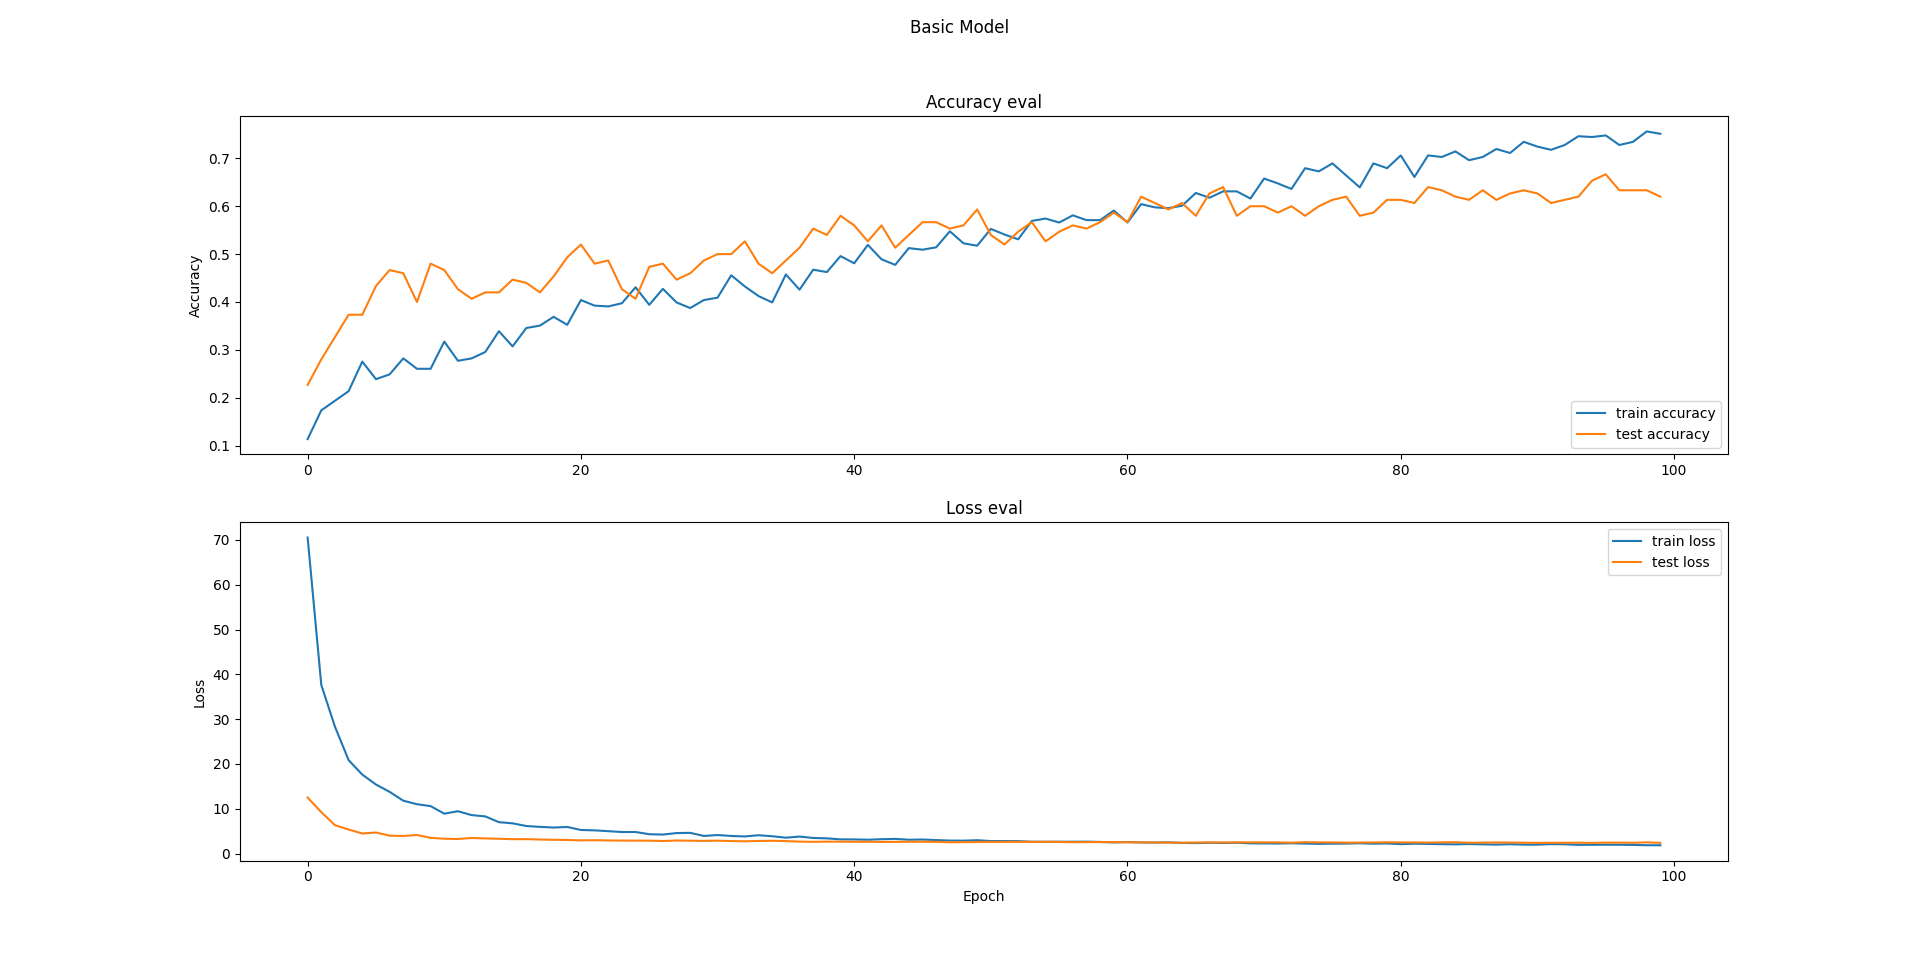 Basic Model
Accuracy eval
Accuracy
0.7
0.6
0.5
0.4
0.3
0.2
0.1
train accuracy
test accuracy
0 20 40 60 80 100
Loss eval
Loss
70
60
50
40
30
20
10
0
train loss
test loss
0 20 40 60 80 100
Epoch